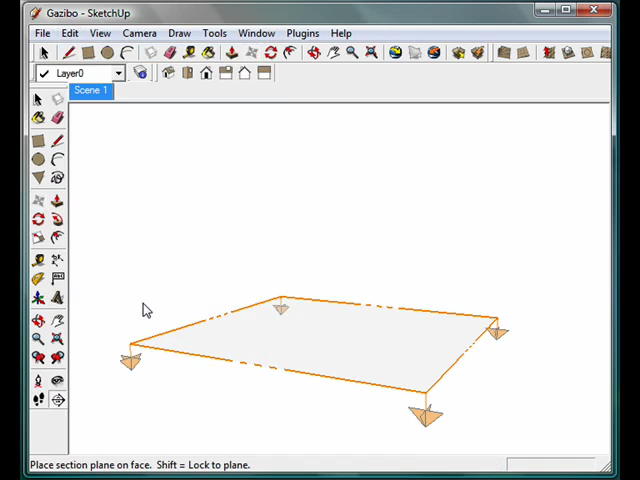 Gazibo - SketchUp
File Edit View Camera Draw Tools Window Plugins Help
Layer0
Scene 1
Place section plane on face. Shift = Lock to plane.